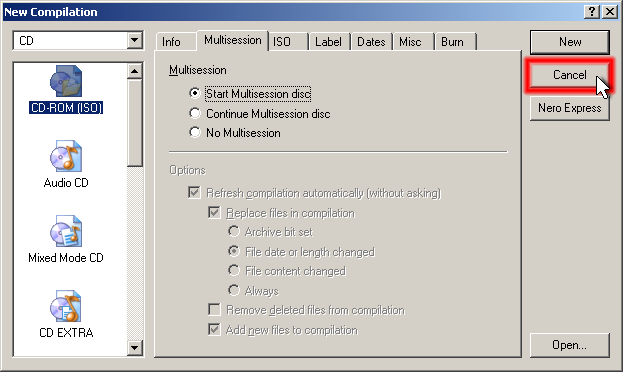 New Compilation
CD
CD-ROM (ISO)
Audio CD
Mixed Mode CD
CD EXTRA
Info Multisession ISO Label Dates Misc Burn
Multisession
Start Multisession disc
Continue Multisession disc
No Multisession
Options
Refresh compilation automatically (without asking)
Replace files in compilation
Archive bit set
File date or length changed
File content changed
Always
Remove deleted files from compilation
Add new files to compilation
New
Cancel
Nero Express
Open...